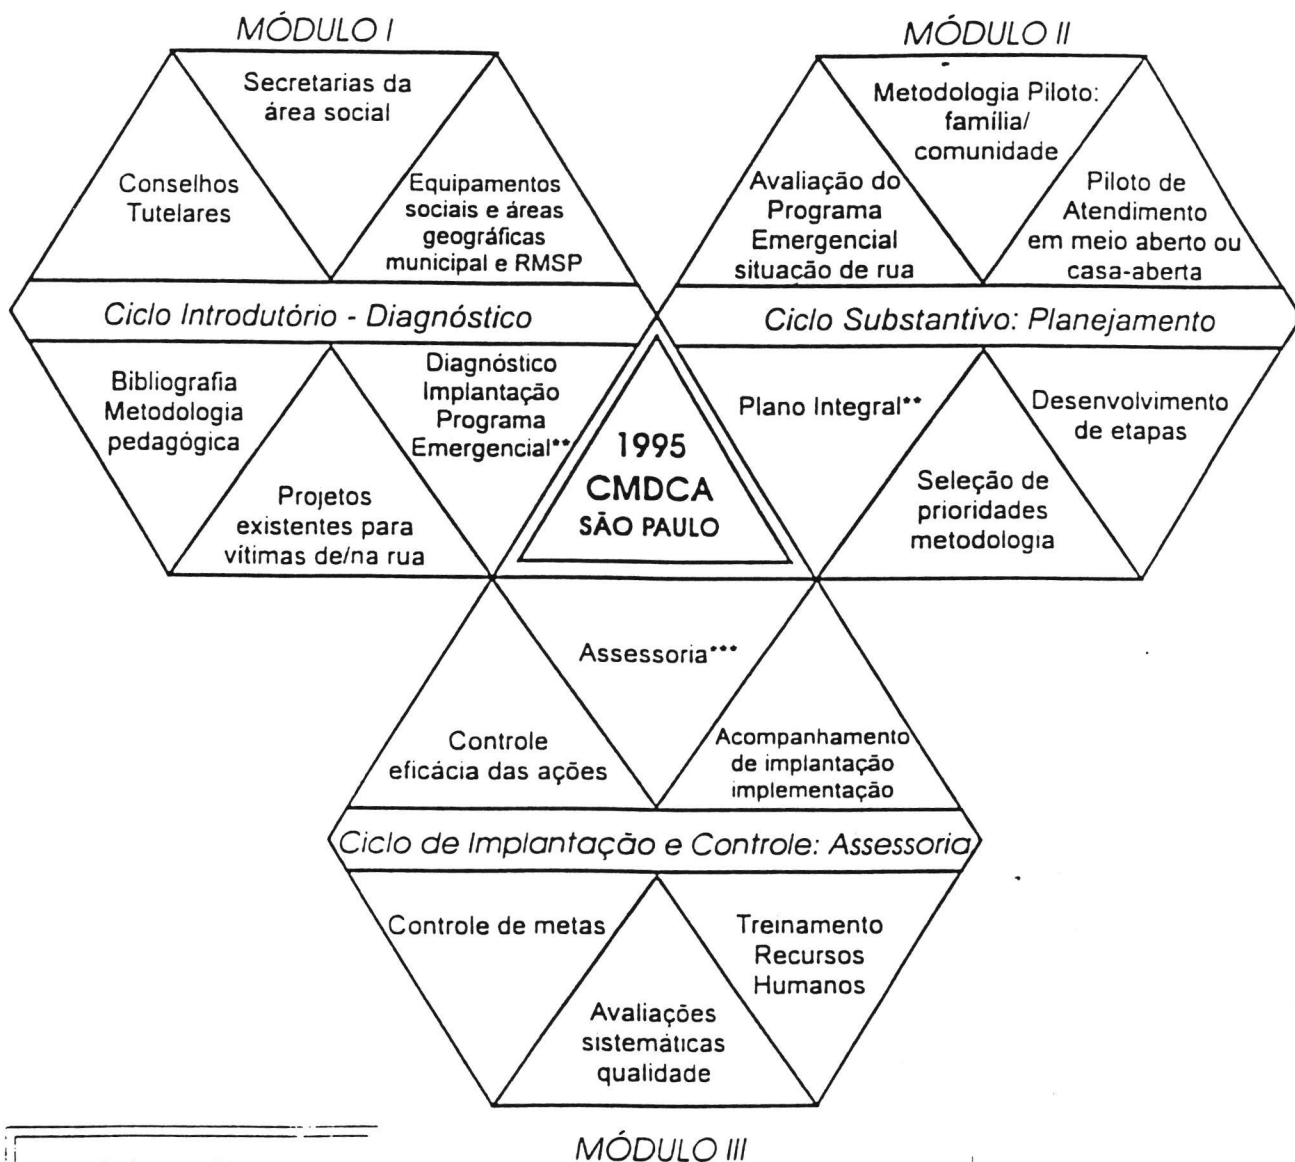 MÓDULO I
Secretarias da
área social
Conselhos
Tutelares
Equipamentos
sociais e áreas
geográficas
municipal e RMSP
Ciclo Introdutório - Diagnóstico
Bibliografia
Metodologia
pedagógica
Projetos
existentes para
vítimas de/na rua
Diagnóstico
Implantação
Programa
Emergencial**
MÓDULO II
Metodologia Piloto:
família/
comunidade
Avaliação do
Programa
Emergencial
situação de rua
Piloto de
Atendimento
em meio aberto ou
casa-aberta
Ciclo Substantivo: Planejamento
Plano Integral**
Seleção de
prioridades
metodologia
Desenvolvimento
de etapas
1995
CMDCA
SÃO PAULO
Assessoria***
Controle
eficácia das ações
Acompanhamento
de implantação
implementação
Ciclo de Implantação e Controle: Assessoria
Controle de metas
Avaliações
sistemáticas
qualidade
Treinamento
Recursos
Humanos
MÓDULO III